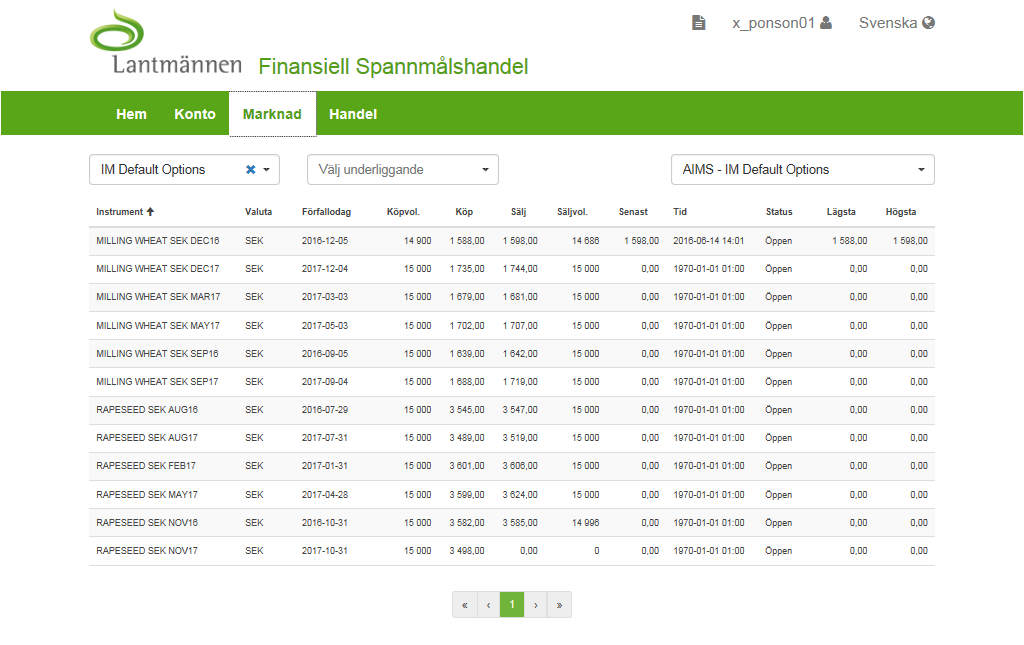 x_ponson01 Svenska
Lantmännen Finansiell Spannmålshandel
Hem Konto Marknad Handel
IM Default Options Välj underliggande AIMS - IM Default Options
Instrument Valuta Förfallodag Köpvol. Köp Sälj Säljvol. Senast Tid Status Lägsta Högsta
MILLING WHEAT SEK DEC16 SEK 2016-12-05 14 900 1 588,00 1 598,00 14 686 1 598,00 2016-06-14 14:01 Öppen 1 588,00 1 598,00
MILLING WHEAT SEK DEC17 SEK 2017-12-04 15 000 1 735,00 1 744,00 15 000 0,00 1970-01-01 01:00 Öppen 0,00 0,00
MILLING WHEAT SEK MAR17 SEK 2017-03-03 15 000 1 679,00 1 681,00 15 000 0,00 1970-01-01 01:00 Öppen 0,00 0,00
MILLING WHEAT SEK MAY17 SEK 2017-05-03 15 000 1 702,00 1 707,00 15 000 0,00 1970-01-01 01:00 Öppen 0,00 0,00
MILLING WHEAT SEK SEP16 SEK 2016-09-05 15 000 1 639,00 1 642,00 15 000 0,00 1970-01-01 01:00 Öppen 0,00 0,00
MILLING WHEAT SEK SEP17 SEK 2017-09-04 15 000 1 688,00 1 719,00 15 000 0,00 1970-01-01 01:00 Öppen 0,00 0,00
RAPESEED SEK AUG16 SEK 2016-07-29 15 000 3 545,00 3 547,00 15 000 0,00 1970-01-01 01:00 Öppen 0,00 0,00
RAPESEED SEK AUG17 SEK 2017-07-31 15 000 3 489,00 3 519,00 15 000 0,00 1970-01-01 01:00 Öppen 0,00 0,00
RAPESEED SEK FEB17 SEK 2017-01-31 15 000 3 601,00 3 606,00 15 000 0,00 1970-01-01 01:00 Öppen 0,00 0,00
RAPESEED SEK MAY17 SEK 2017-04-28 15 000 3 599,00 3 624,00 15 000 0,00 1970-01-01 01:00 Öppen 0,00 0,00
RAPESEED SEK NOV16 SEK 2016-10-31 15 000 3 582,00 3 585,00 14 996 0,00 1970-01-01 01:00 Öppen 0,00 0,00
RAPESEED SEK NOV17 SEK 2017-10-31 15 000 3 498,00 0,00 0 0,00 1970-01-01 01:00 Öppen 0,00 0,00
« ‹ 1 › »